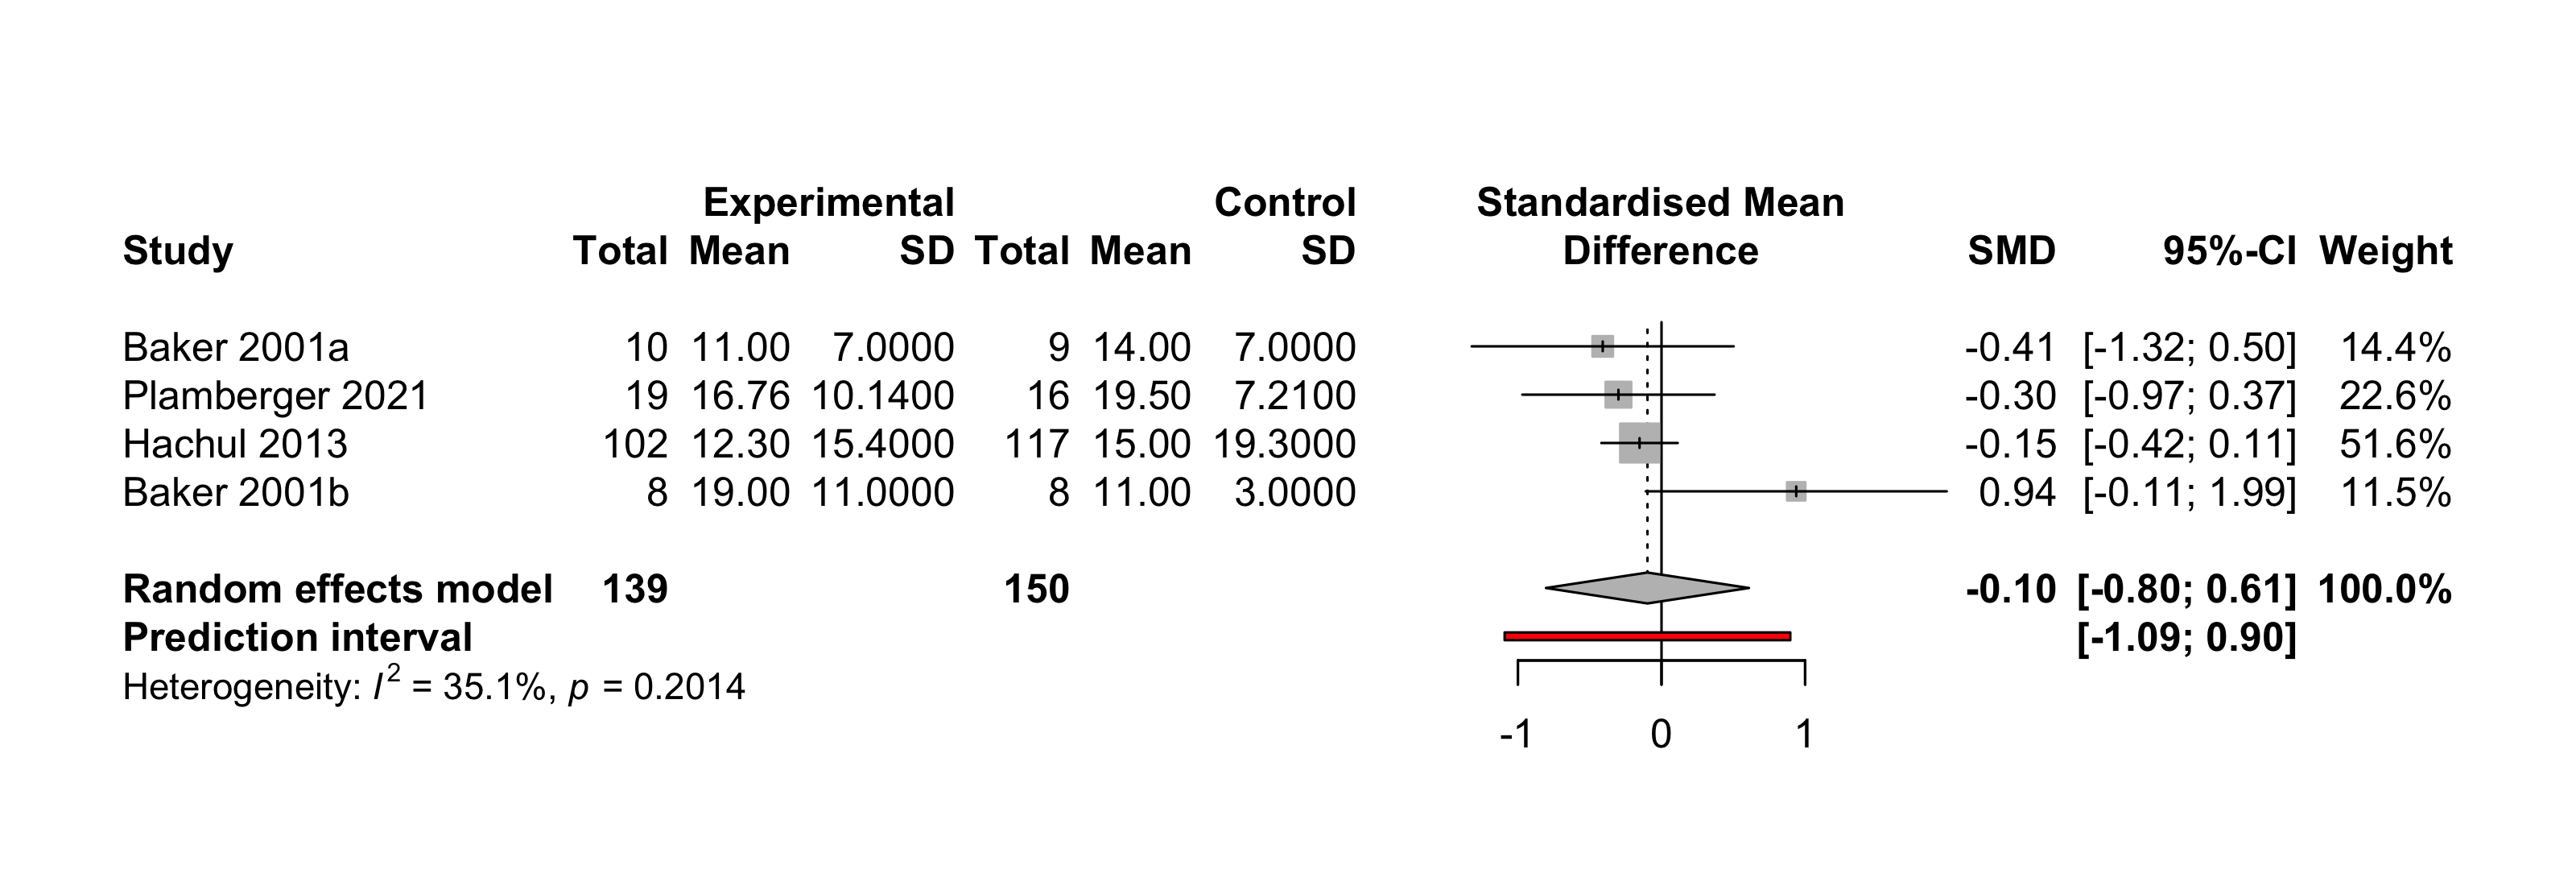 Experimental Control Standardised Mean
Study Total Mean SD Total Mean SD Difference SMD 95%-CI Weight
Baker 2001a 10 11.00 7.0000 9 14.00 7.0000 -0.41 [-1.32; 0.50] 14.4%
Plamberger 2021 19 16.76 10.1400 16 19.50 7.2100 -0.30 [-0.97; 0.37] 22.6%
Hachul 2013 102 12.30 15.4000 117 15.00 19.3000 -0.15 [-0.42; 0.11] 51.6%
Baker 2001b 8 19.00 11.0000 8 11.00 3.0000 0.94 [-0.11; 1.99] 11.5%
Random effects model 139 150 -0.10 [-0.80; 0.61] 100.0%
Prediction interval [-1.09; 0.90]
Heterogeneity: I² = 35.1%, p = 0.2014
-1 0 1